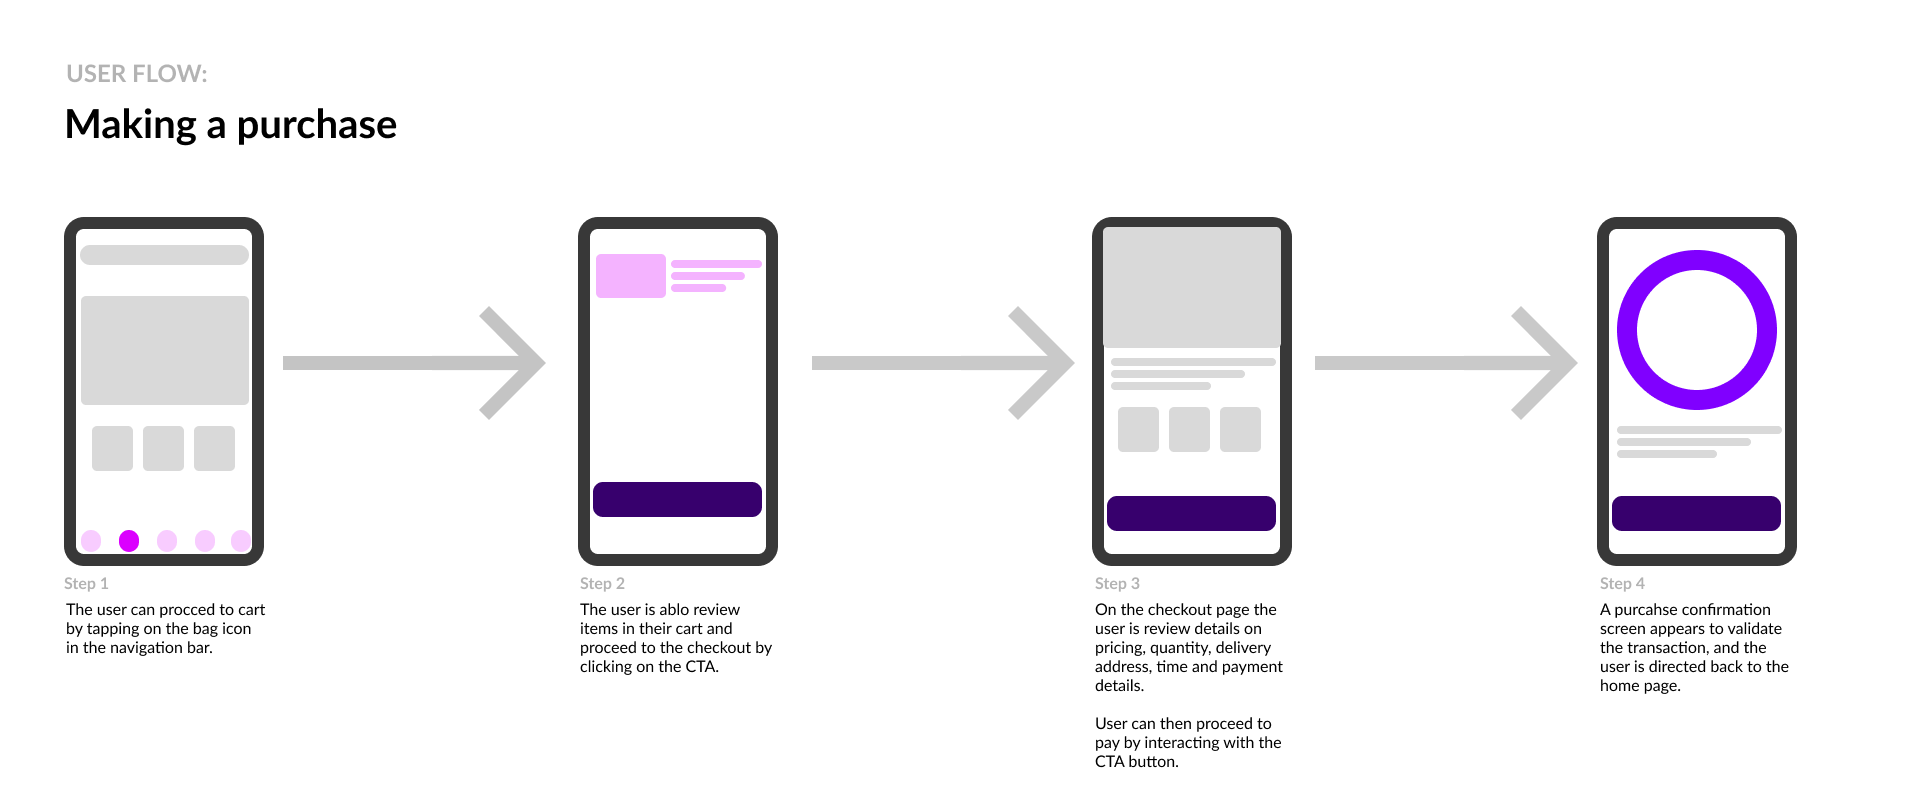 USER FLOW:
Making a purchase
Step 1
The user can procced to cart
by tapping on the bag icon
in the navigation bar.
Step 2
The user is ablo review
items in their cart and
proceed to the checkout by
clicking on the CTA.
Step 3
On the checkout page the
user is review details on
pricing, quantity, delivery
address, time and payment
details.
User can then proceed to
pay by interacting with the
CTA button.
Step 4
A purcahse confirmation
screen appears to validate
the transaction, and the
user is directed back to the
home page.